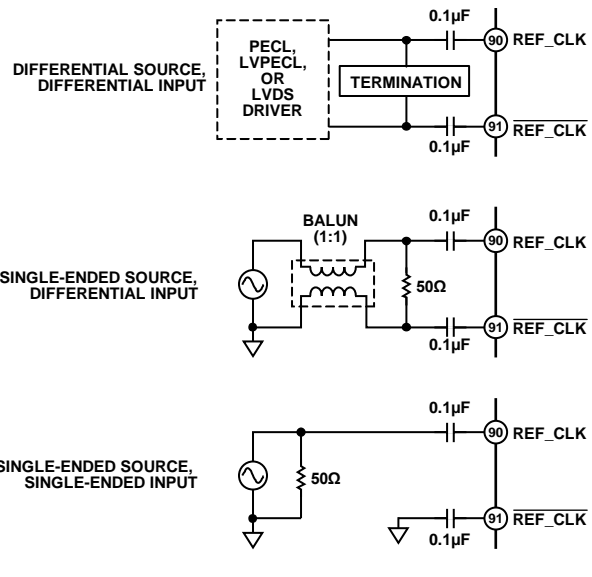 DIFFERENTIAL SOURCE,
DIFFERENTIAL INPUT
PECL,
LVPECL,
OR
LVDS
DRIVER
TERMINATION
0.1µF
90 REF_CLK
91 REF_CLK
0.1µF
SINGLE-ENDED SOURCE,
DIFFERENTIAL INPUT
BALUN
(1:1)
50Ω
0.1µF
90 REF_CLK
91 REF_CLK
0.1µF
SINGLE-ENDED SOURCE,
SINGLE-ENDED INPUT
50Ω
0.1µF
90 REF_CLK
91 REF_CLK
0.1µF